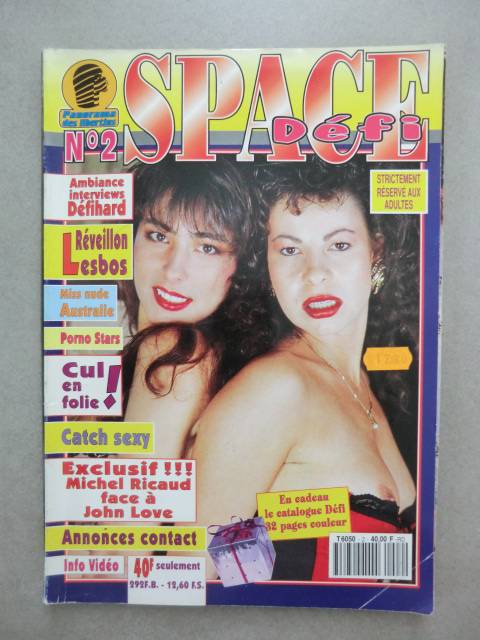 SPACE
Défi
Panorama
des libertins
N°2
STRICTEMENT
RÉSERVÉ AUX
ADULTES
Ambiance
interviews
Défihard
Réveillon
Lesbos
Miss nude
Australie
Porno Stars
Cul
en
folie!
Catch sexy
Exclusif !!!
Michel Ricaud
face à
John Love
En cadeau
le catalogue Défi
32 pages couleur
Annonces contact
Info Vidéo
40F seulement
292F.B. - 12,60 F.S.
T 6050 - 2 - 40,00 F - RD